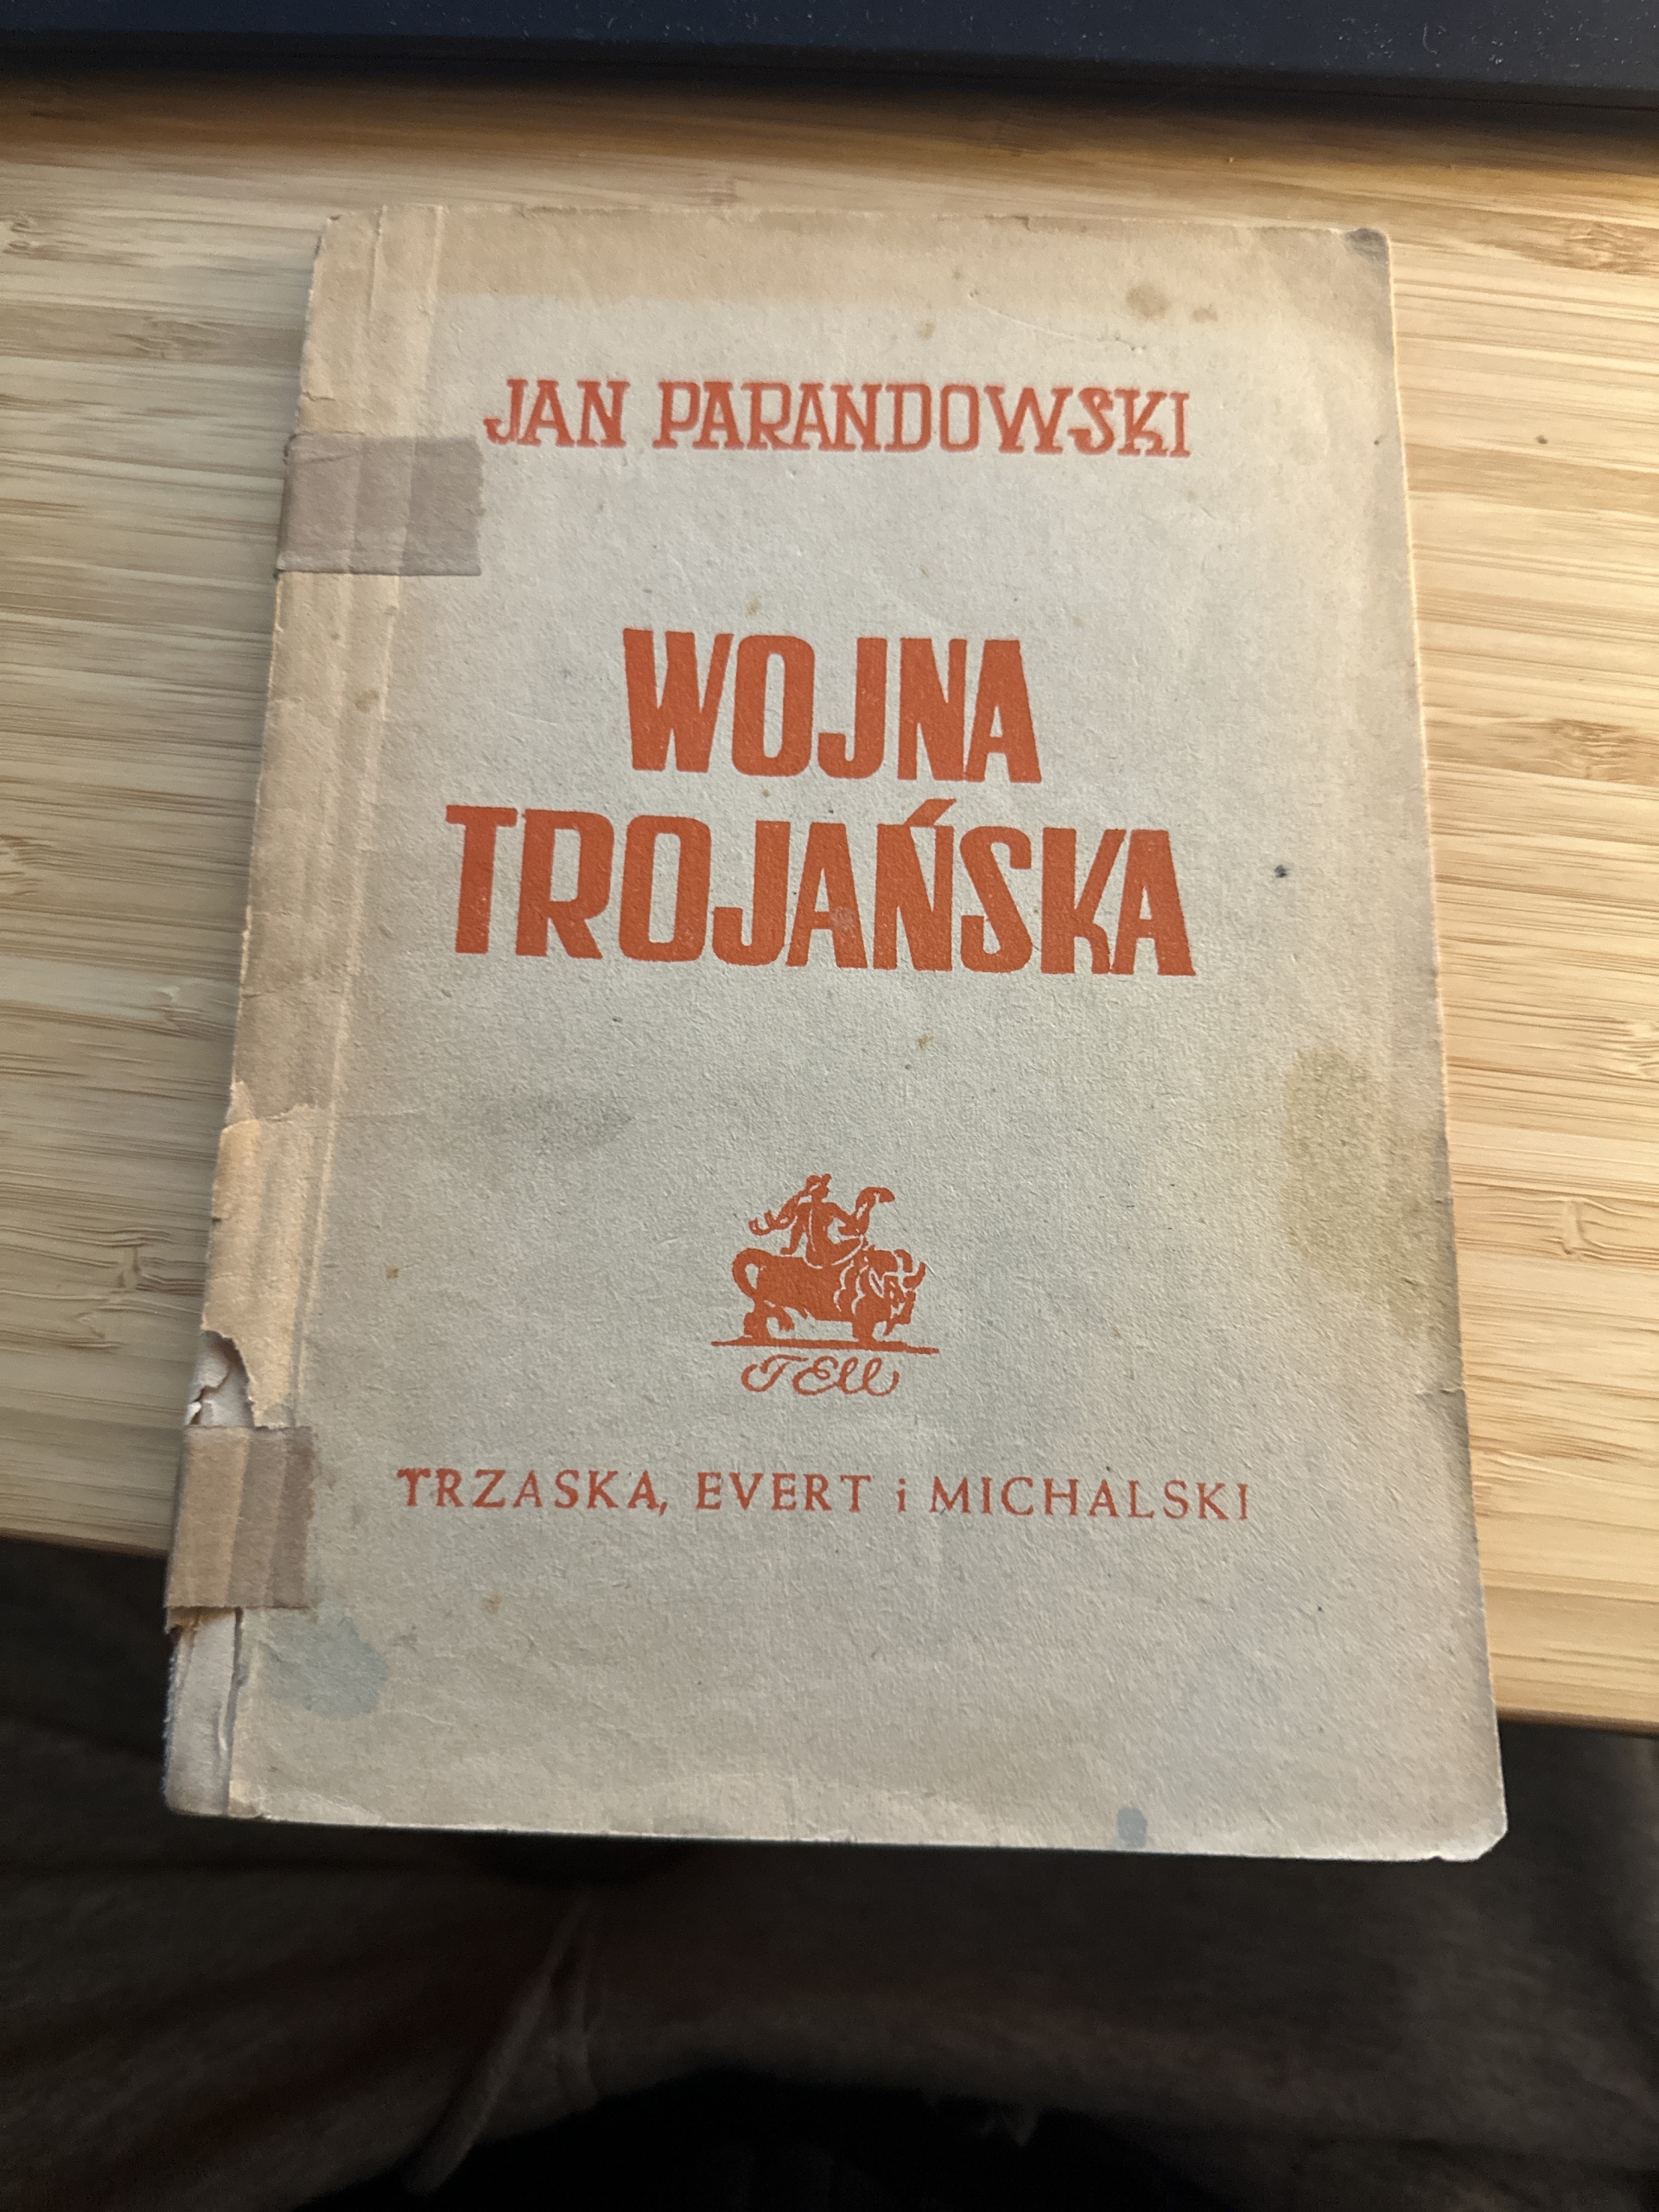 JAN PARANDOWSKI
WOJNA
TROJAŃSKA
TEM
TRZASKA, EVERT i MICHALSKI